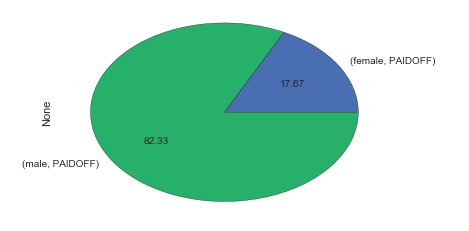 (female, PAIDOFF)
17.67
None
82.33
(male, PAIDOFF)